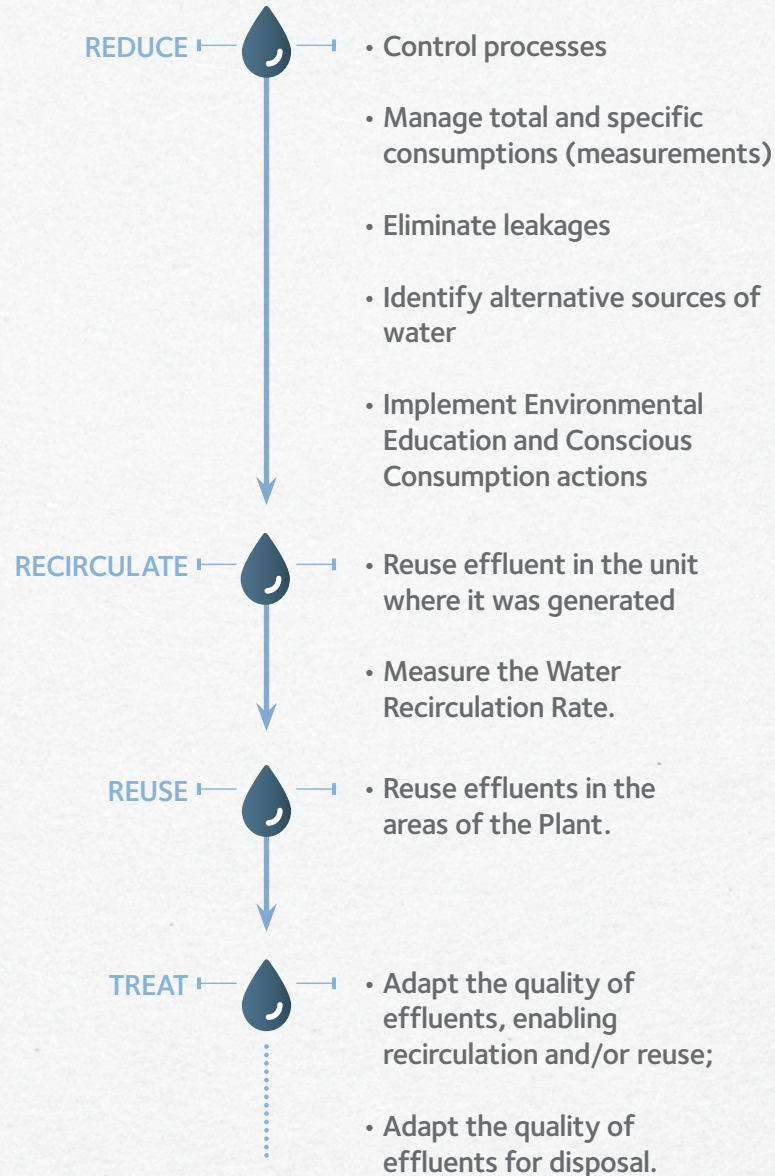 REDUCE
• Control processes
• Manage total and specific
consumptions (measurements)
• Eliminate leakages
• Identify alternative sources of
water
• Implement Environmental
Education and Conscious
Consumption actions
RECIRCULATE
• Reuse effluent in the unit
where it was generated
• Measure the Water
Recirculation Rate.
REUSE
• Reuse effluents in the
areas of the Plant.
TREAT
• Adapt the quality of
effluents, enabling
recirculation and/or reuse;
• Adapt the quality of
effluents for disposal.